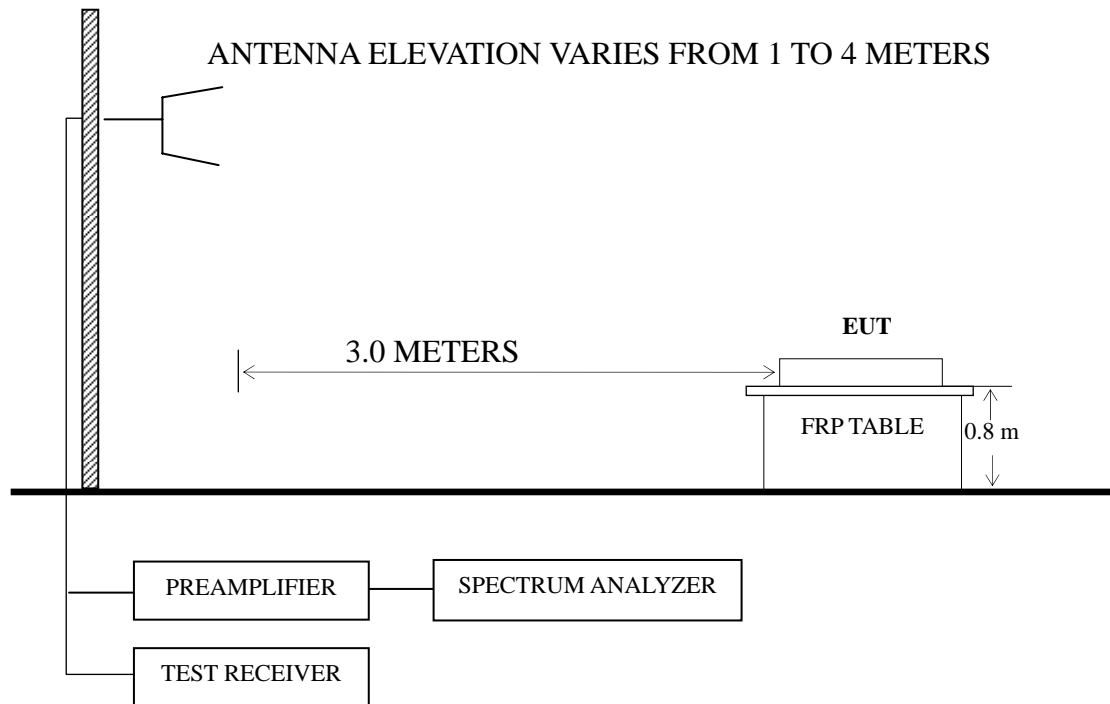 ANTENNA ELEVATION VARIES FROM 1 TO 4 METERS
EUT
3.0 METERS
FRP TABLE
0.8 m
PREAMPLIFIER
SPECTRUM ANALYZER
TEST RECEIVER